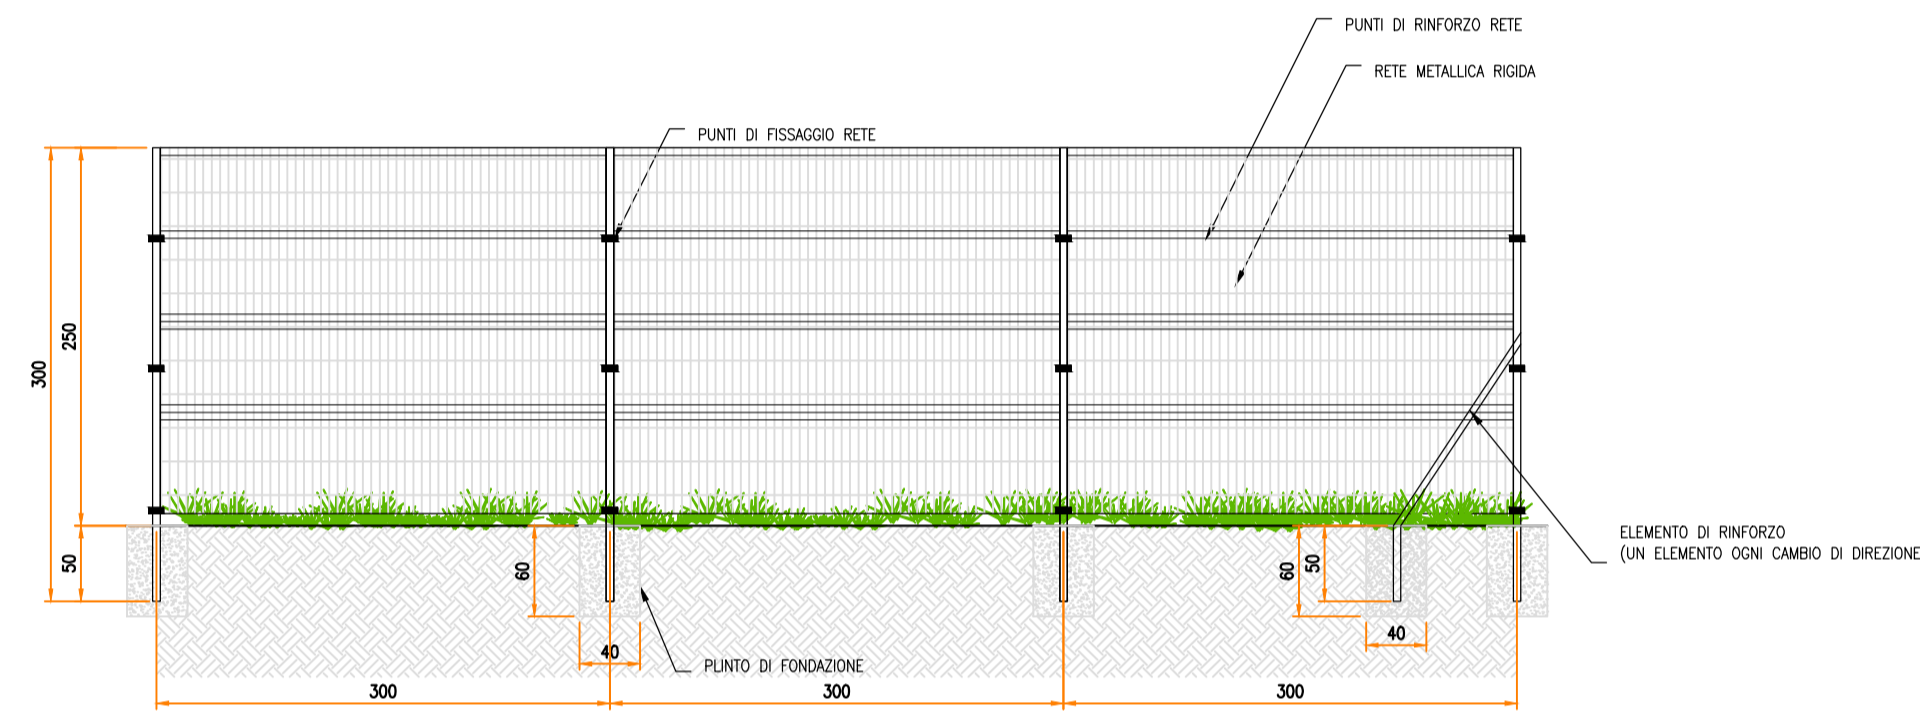 PUNTI DI RINFORZO RETE
RETE METALLICA RIGIDA
PUNTI DI FISSAGGIO RETE
300
250
50
60
40
PLINTO DI FONDAZIONE
60
50
40
ELEMENTO DI RINFORZO
(UN ELEMENTO OGNI CAMBIO DI DIREZIONE
300
300
300